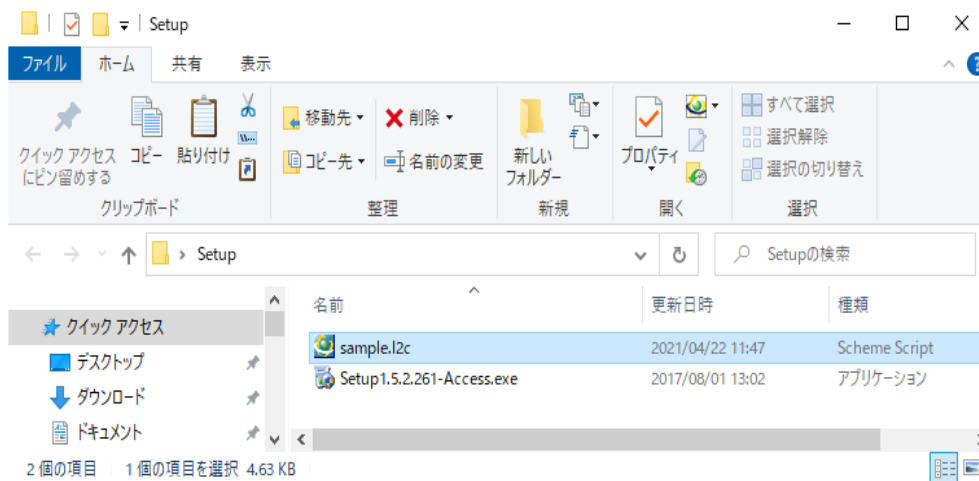 Setup
ファイル ホーム 共有 表示
クイック アクセス
にピン留めする
コピー
貼り付け
移動先
コピー先
削除
名前の変更
新しい
フォルダー
プロパティ
すべて選択
選択解除
選択の切り替え
クリップボード 整理 新規 開く 選択
Setup Setupの検索
名前 更新日時 種類
クイック アクセス
デスクトップ
ダウンロード
ドキュメント
sample.l2c 2021/04/22 11:47 Scheme Script
Setup1.5.2.261-Access.exe 2017/08/01 13:02 アプリケーション
2 個の項目 1 個の項目を選択 4.63 KB